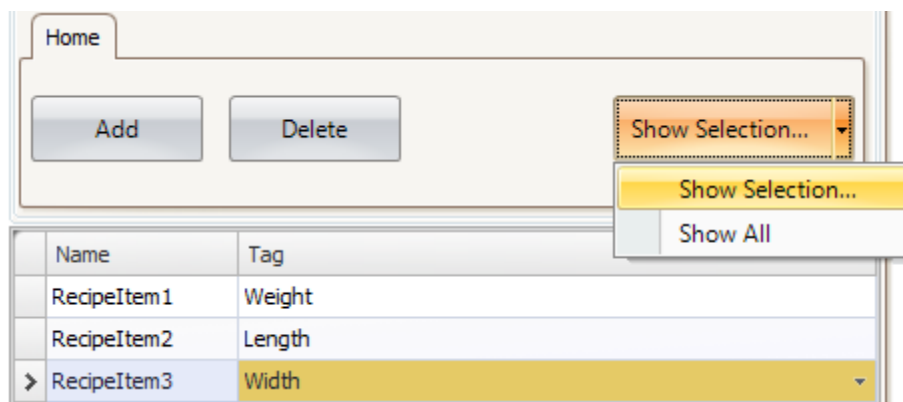 Home
Add Delete Show Selection...
Show Selection...
Show All
Name Tag
RecipeItem1 Weight
RecipeItem2 Length
RecipeItem3 Width